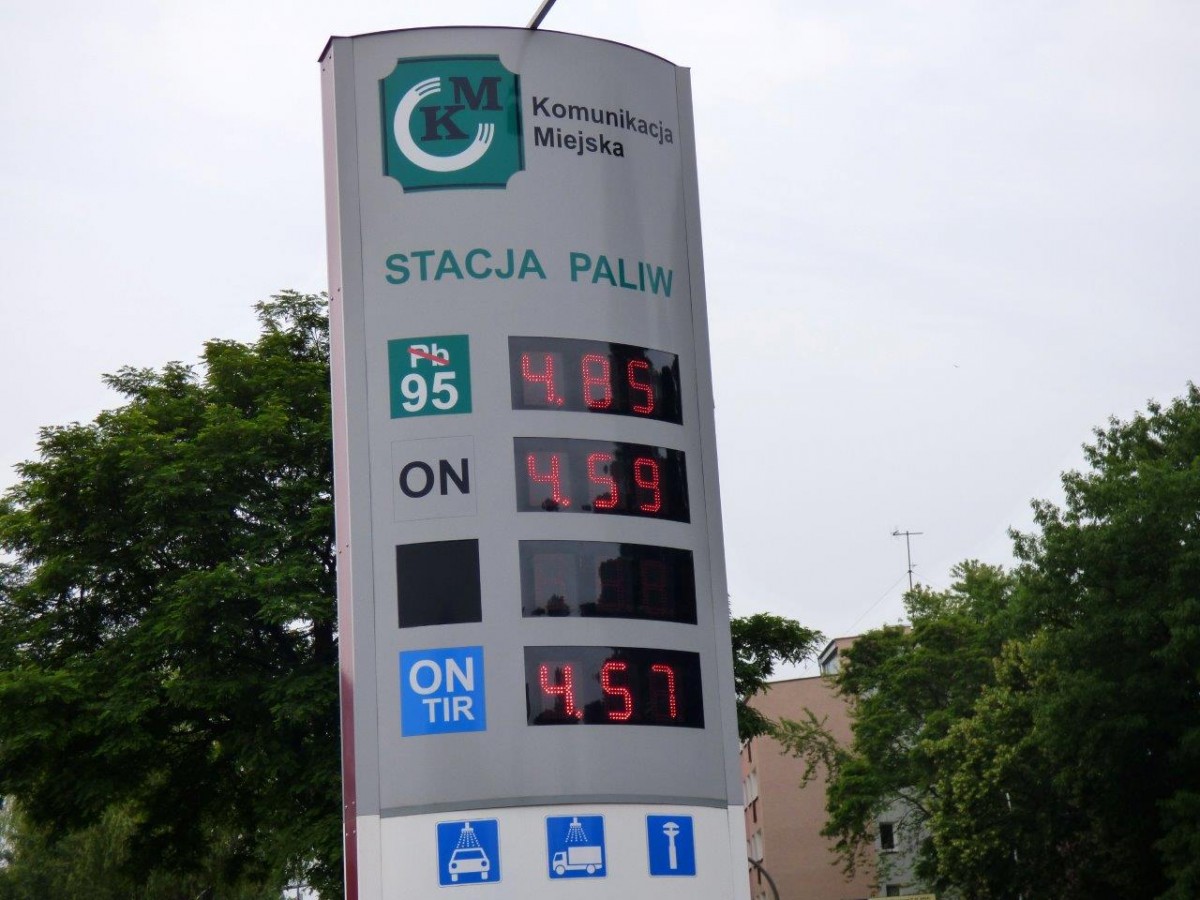 KM
Komunikacja
Miejska
STACJA PALIW
Pb
95
4.85
ON
4.59
ON
TIR
4.57